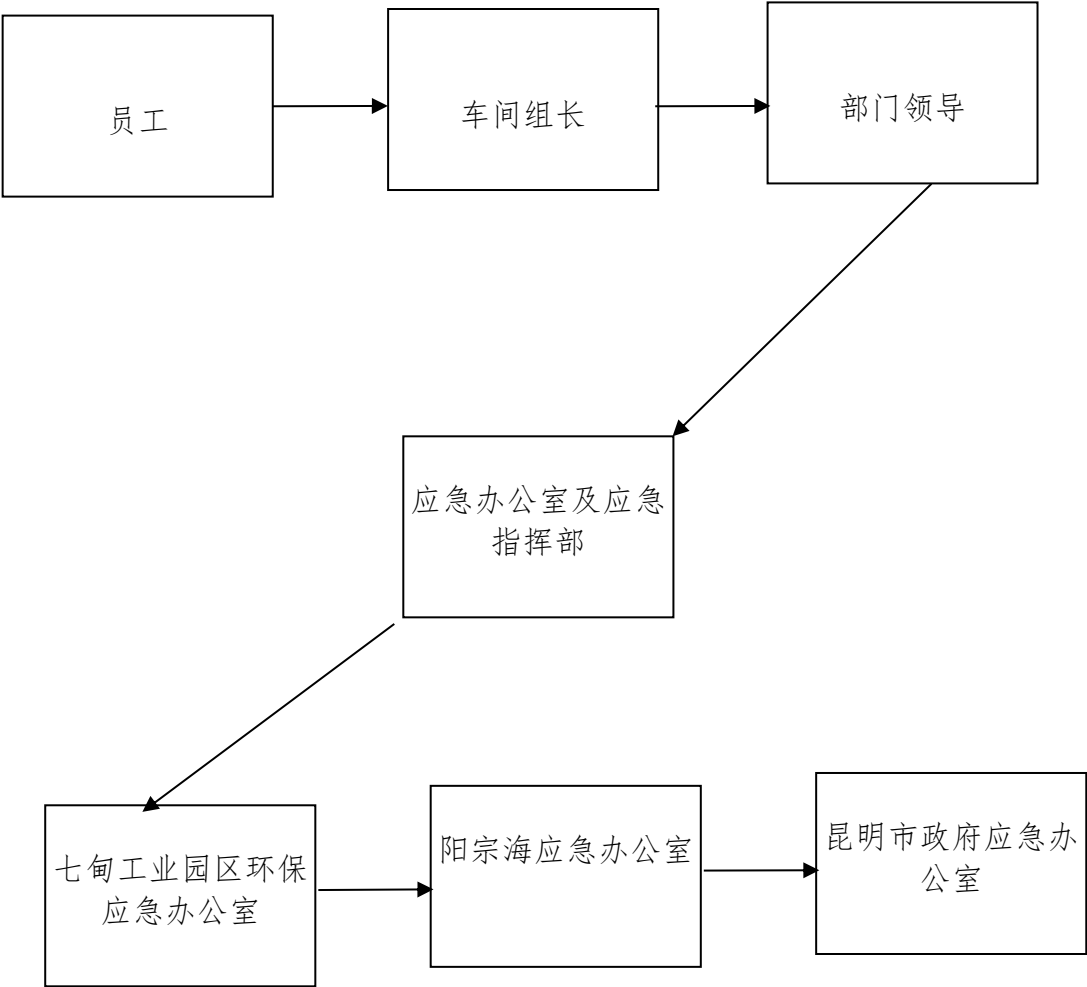 员工
车间组长
部门领导
应急办公室及应急
指挥部
七甸工业园区环保
应急办公室
阳宗海应急办公室
昆明市政府应急办
公室